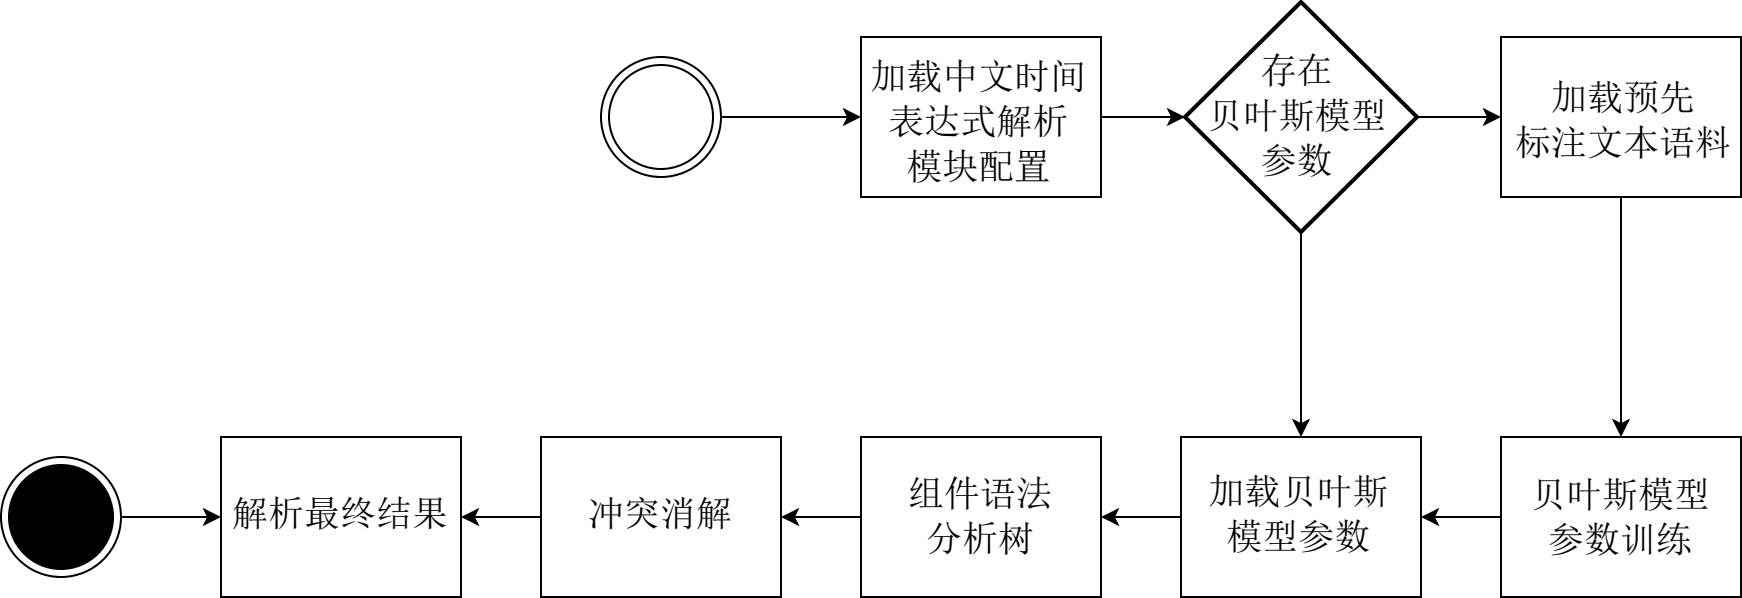 加载中文时间
表达式解析
模块配置
存在
贝叶斯模型
参数
加载预先
标注文本语料
解析最终结果
冲突消解
组件语法
分析树
加载贝叶斯
模型参数
贝叶斯模型
参数训练